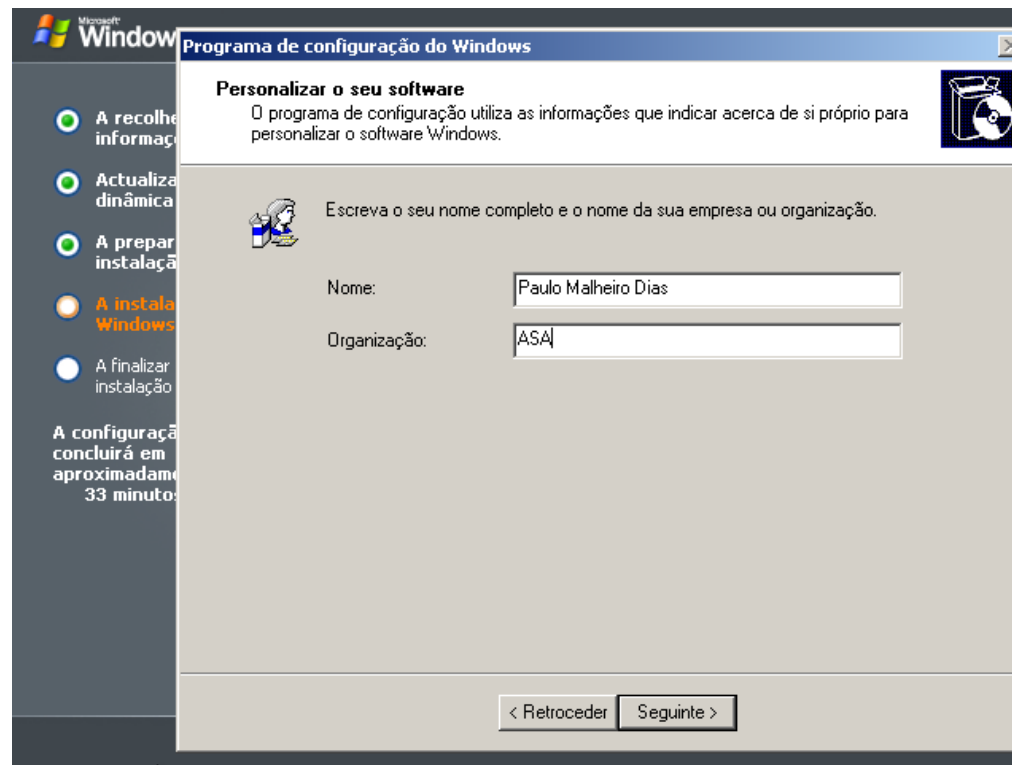 Microsoft
Window
Programa de configuração do Windows
Personalizar o seu software
O programa de configuração utiliza as informações que indicar acerca de si próprio para
personalizar o software Windows.
A recolhe
informaç
Actualiza
dinâmica
A prepar
instalaçã
A instala
Windows
A finalizar
instalação
A configuraçã
concluirá em
aproximadam
33 minuto
Escreva o seu nome completo e o nome da sua empresa ou organização.
Nome:
Paulo Malheiro Dias
Organização:
ASA
< Retroceder
Seguinte >